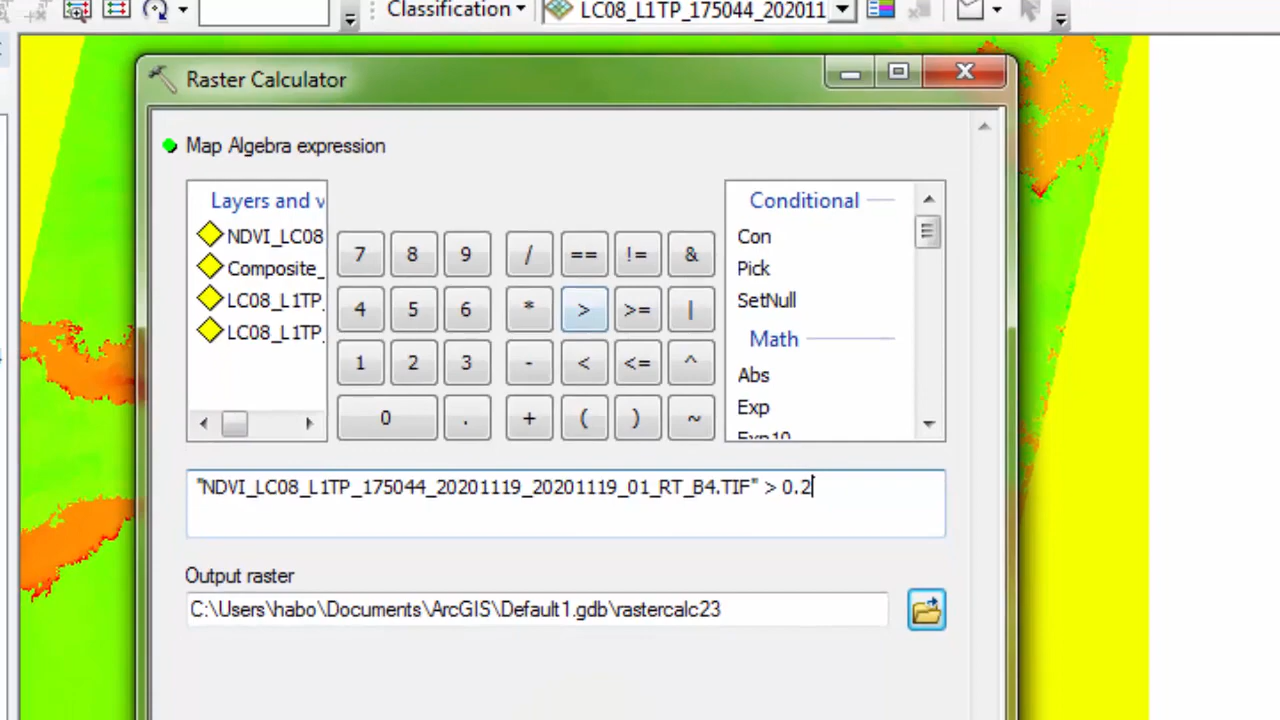 Classification
LC08_L1TP_175044_202011
Raster Calculator
Map Algebra expression
Layers and v
NDVI_LC08
Composite_
LC08_L1TP_
LC08_L1TP_
7 8 9 / == != &
4 5 6 * > >= |
1 2 3 - < <= ^
0 . + ( ) ~
Conditional
Con
Pick
SetNull
Math
Abs
Exp
Exp10
"NDVI_LC08_L1TP_175044_20201119_20201119_01_RT_B4.TIF" > 0.2
Output raster
C:\Users\habo\Documents\ArcGIS\Default1.gdb\rastercalc23